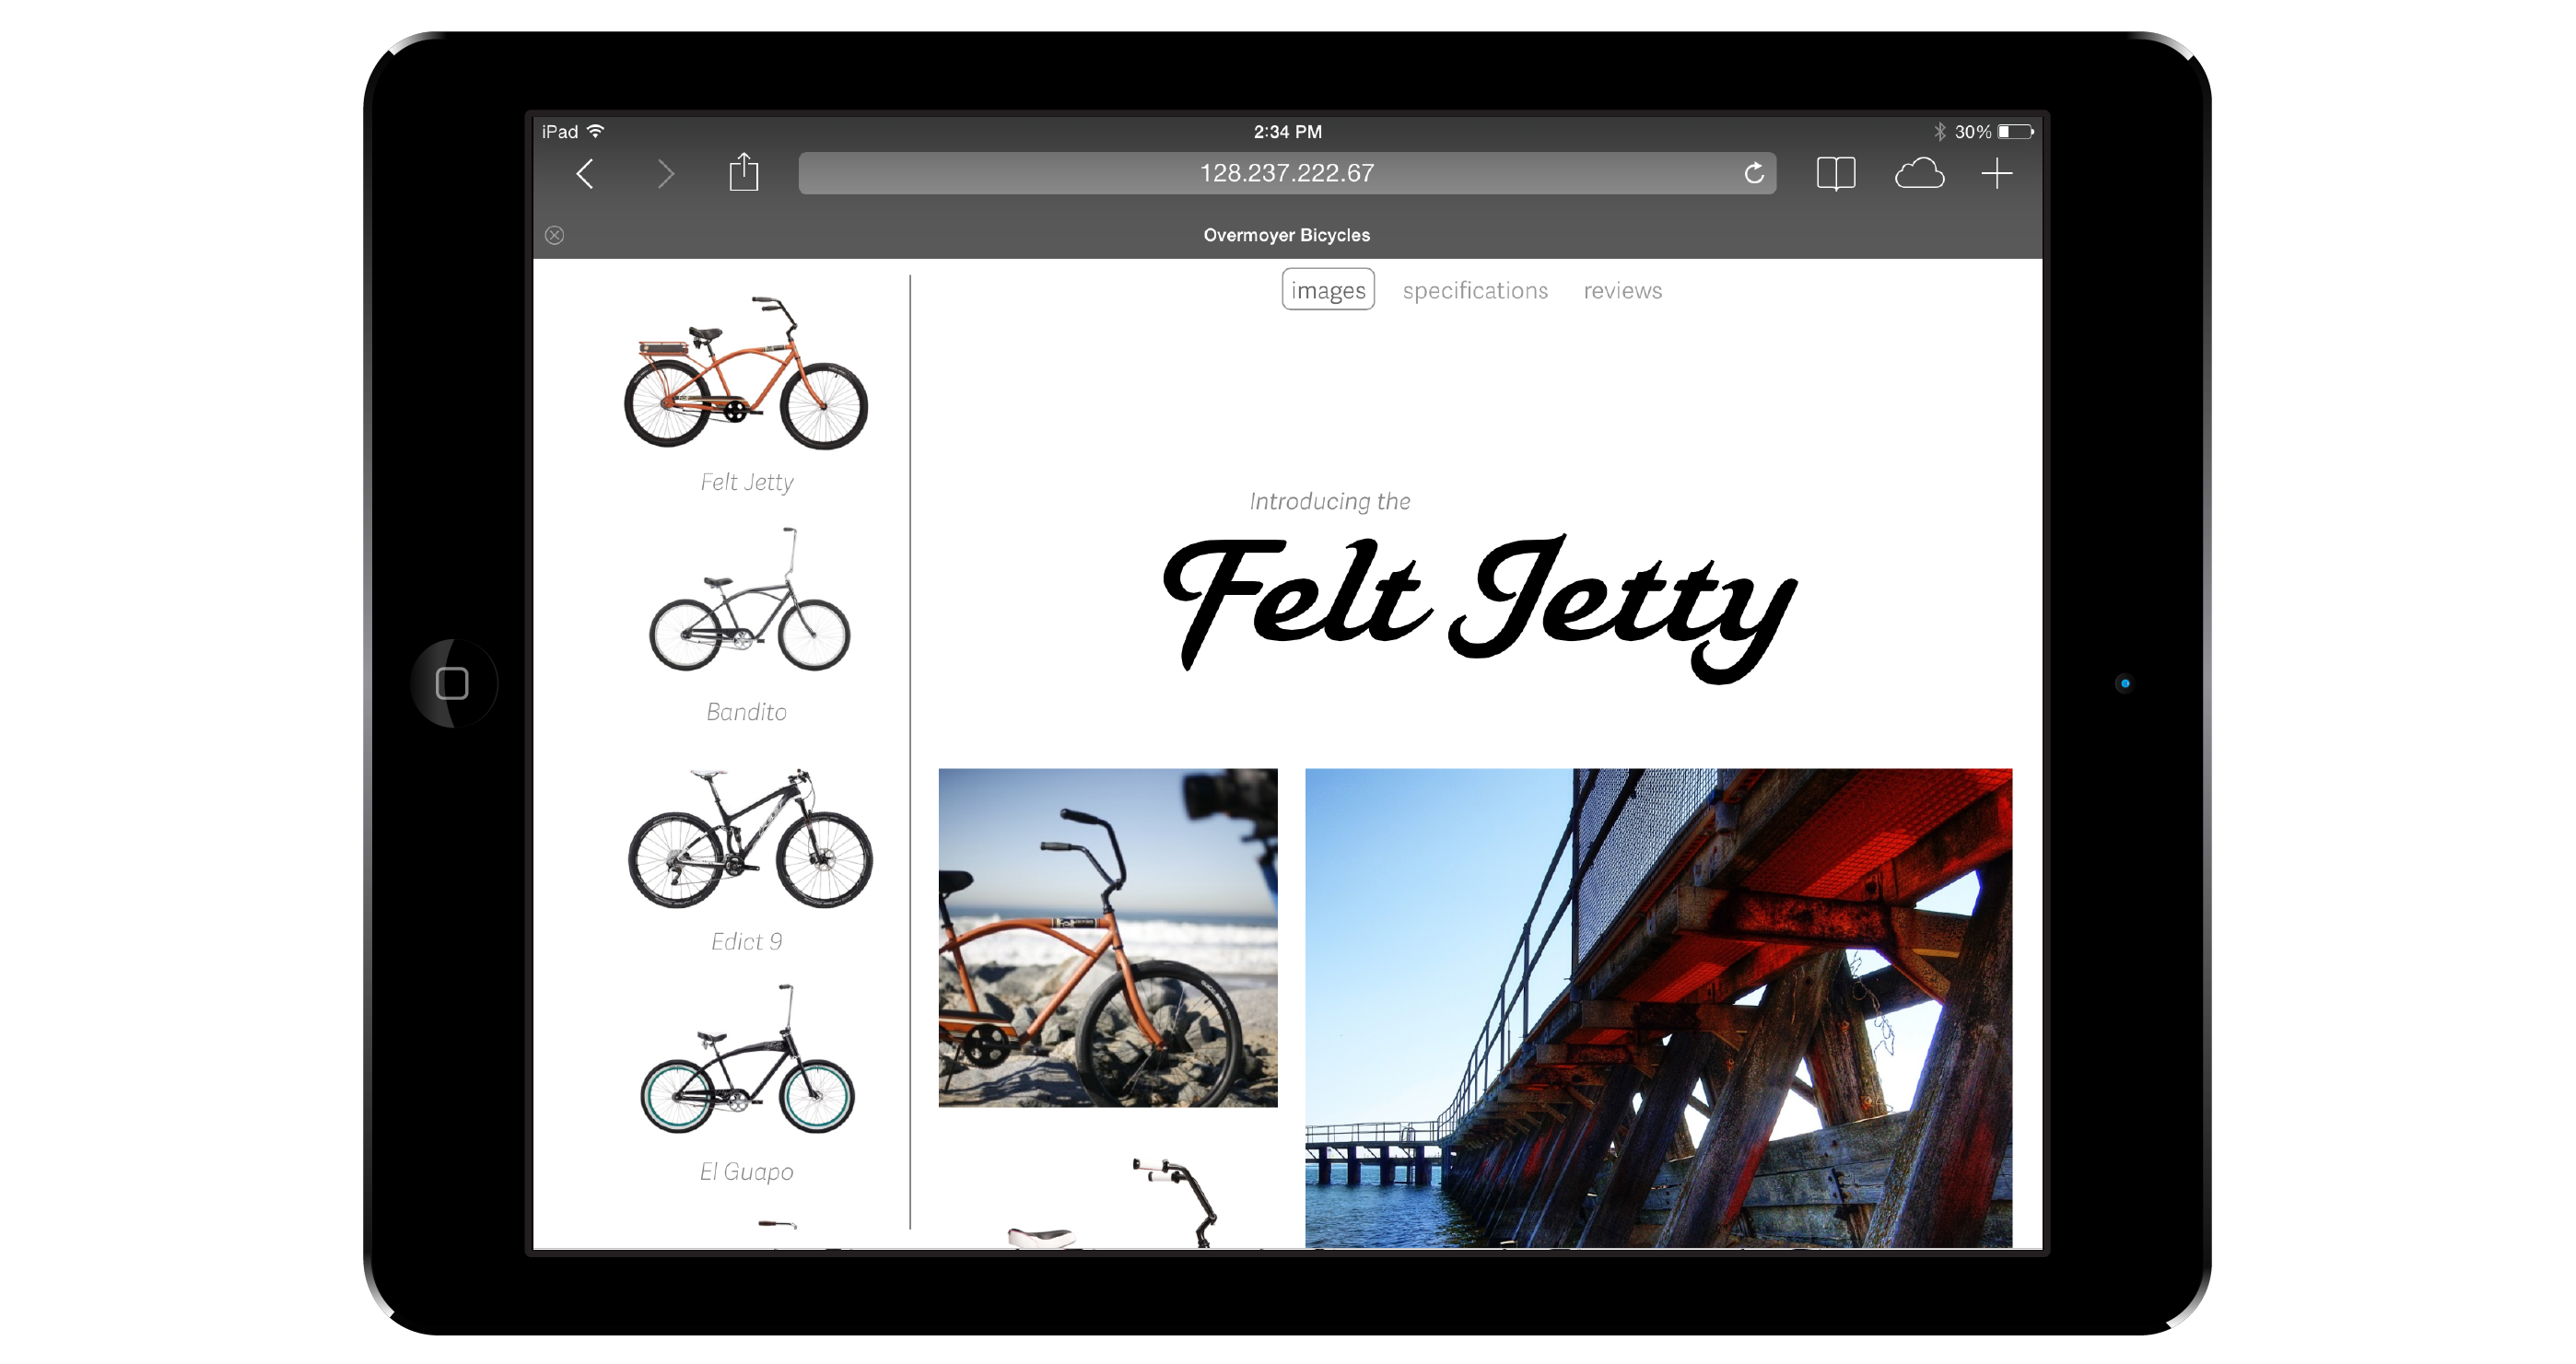 iPad 2:34 PM 30%
128.237.222.67
Overmoyer Bicycles
images specifications reviews
Felt Jetty
Bandito
Edict 9
El Guapo
Introducing the
Felt Jetty